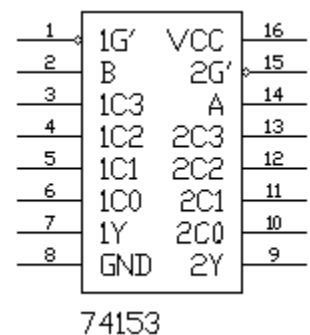 1 1G' VCC 16
2 B 2G' 15
3 1C3 A 14
4 1C2 2C3 13
5 1C1 2C2 12
6 1C0 2C1 11
7 1Y 2C0 10
8 GND 2Y 9
74153